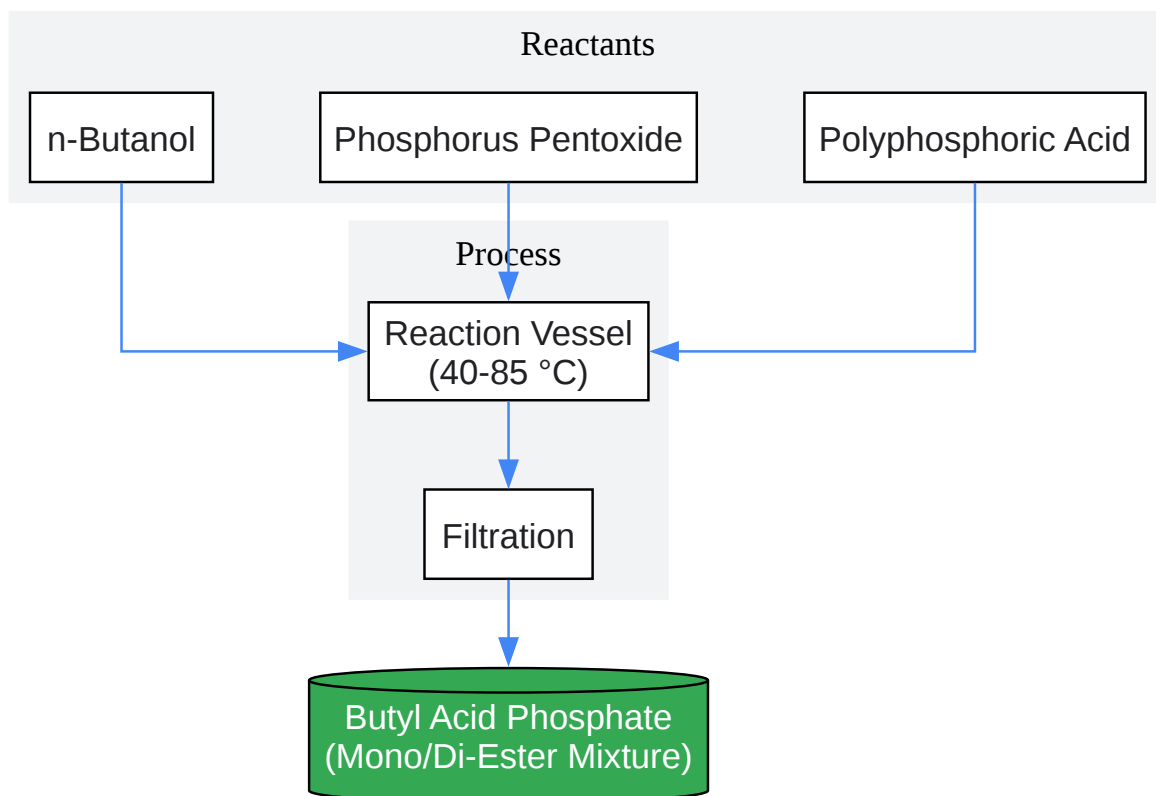 Reactants
n-Butanol
Phosphorus Pentoxide
Polyphosphoric Acid
Process
Reaction Vessel
(40-85 °C)
Filtration
Butyl Acid Phosphate
(Mono/Di-Ester Mixture)